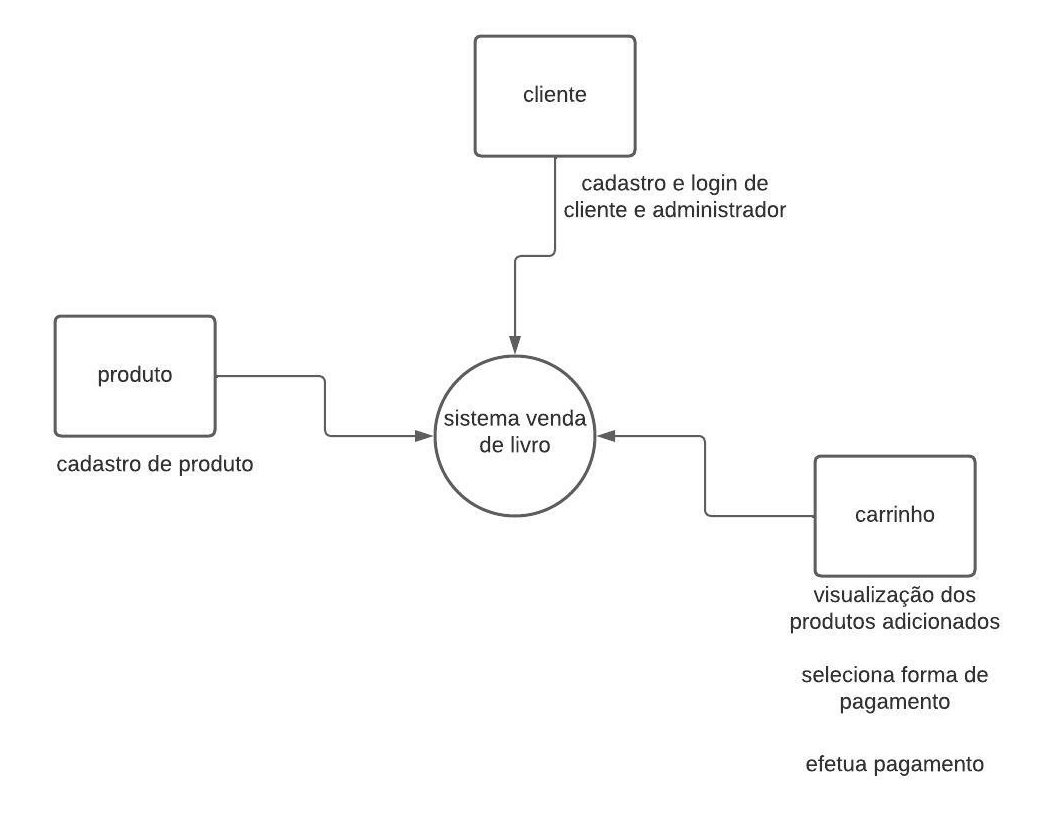 cliente
cadastro e login de
cliente e administrador
produto
cadastro de produto
sistema venda
de livro
carrinho
visualização dos
produtos adicionados
seleciona forma de
pagamento
efetua pagamento